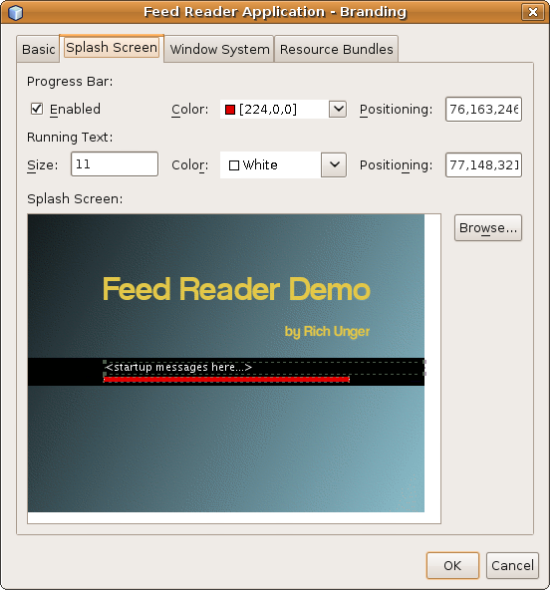 Feed Reader Application - Branding
Basic Splash Screen Window System Resource Bundles
Progress Bar:
Enabled Color: [224,0,0] Positioning: 76,163,246
Running Text:
Size: 11 Color: White Positioning: 77,148,321
Splash Screen:
Browse...
Feed Reader Demo
by Rich Unger
<startup messages here...>
OK Cancel